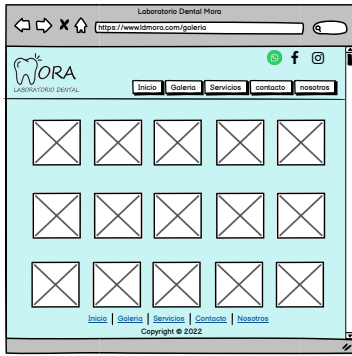 Laboratorio Dental Mora
https://www.ldmora.com/galeria
MORA
LABORATORIO DENTAL
Inicio Galeria Servicios contacto nosotros
Inicio | Galeria | Servicios | Contacto | Nosotros
Copyright © 2022